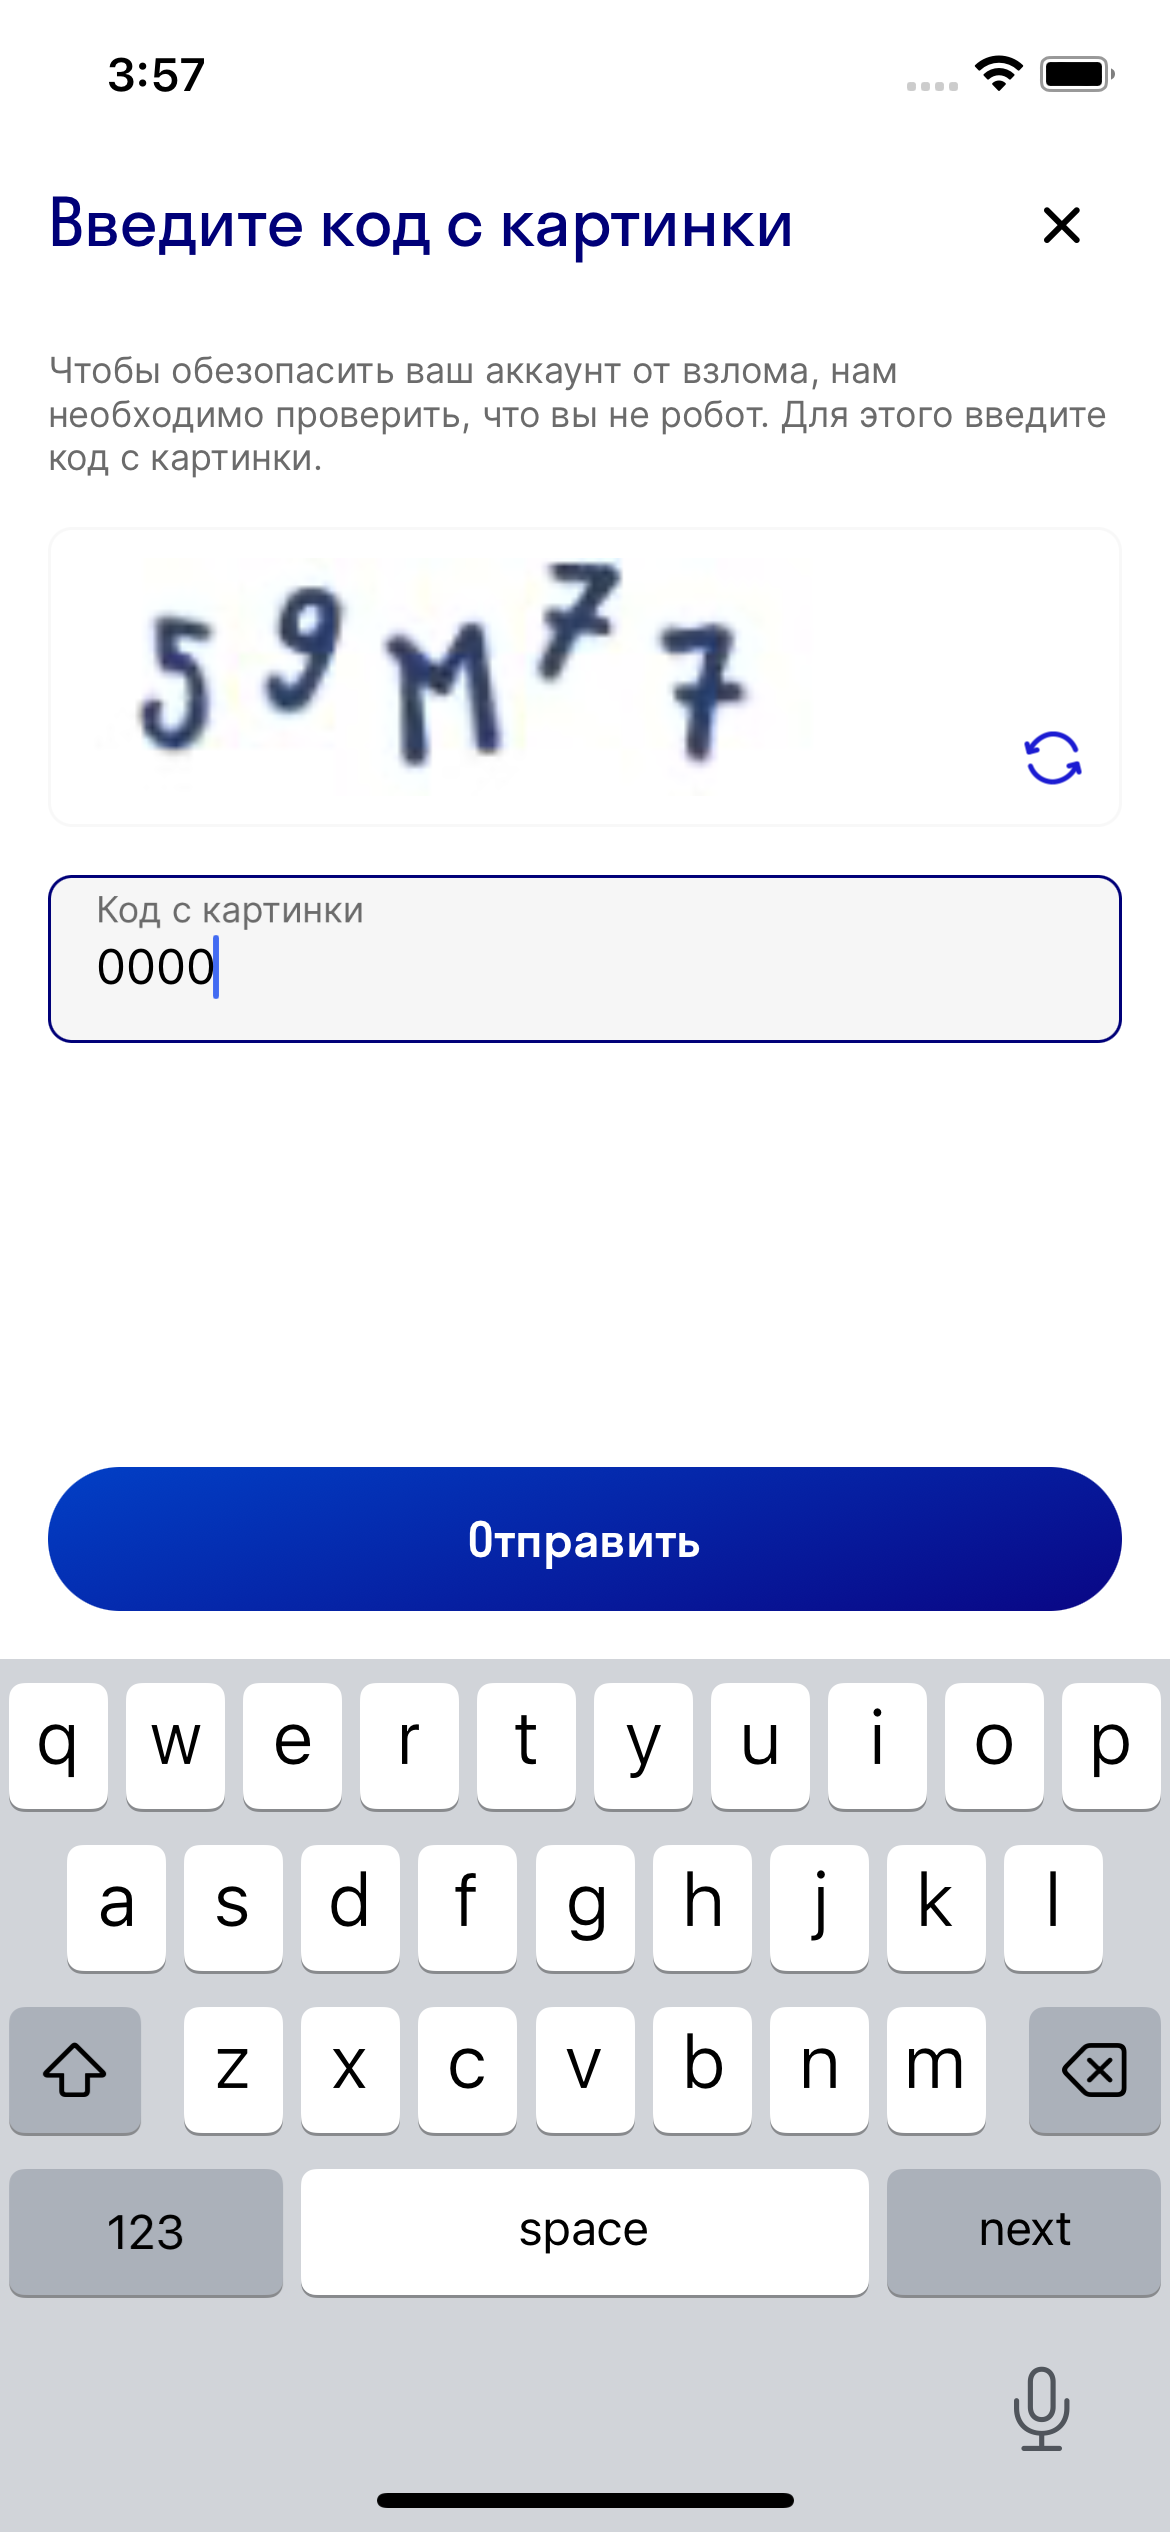 3:57
Введите код с картинки
Чтобы обезопасить ваш аккаунт от взлома, нам
необходимо проверить, что вы не робот. Для этого введите
код с картинки.
59M77
Код с картинки
0000
Отправить
q w e r t y u i o p
a s d f g h j k l
z x c v b n m
123 space next